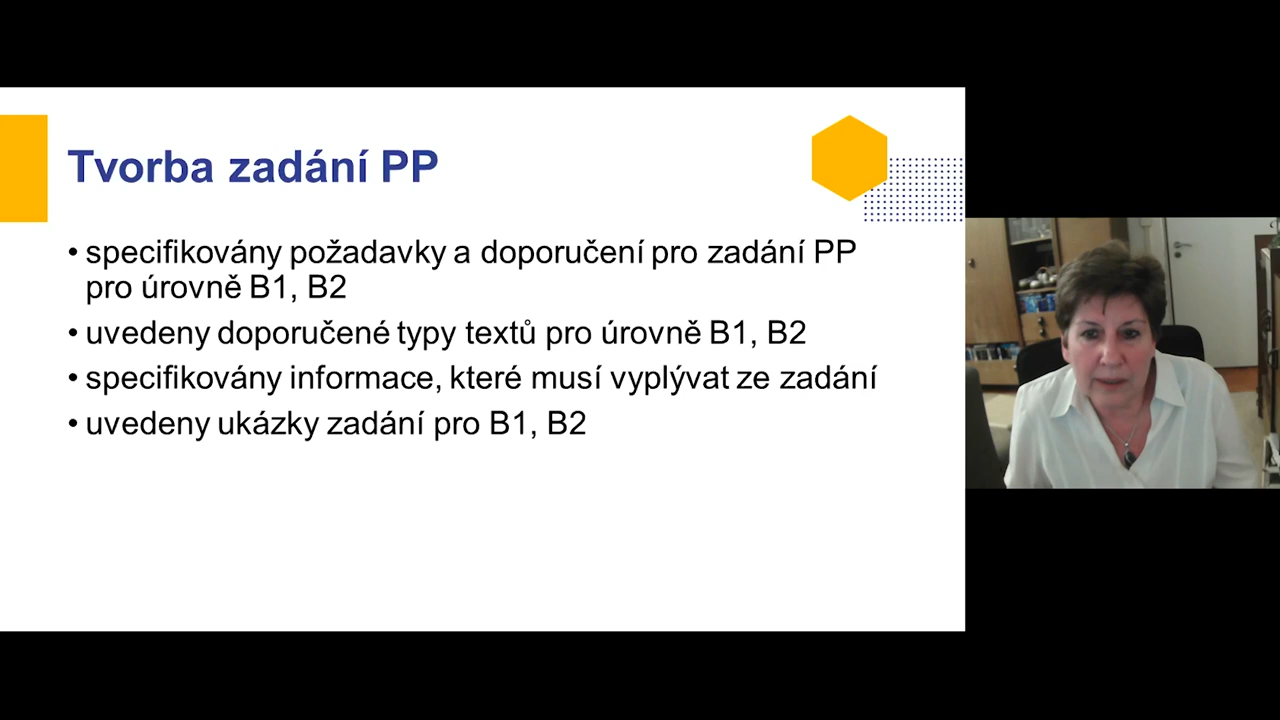 Tvorba zadání PP
• specifikovány požadavky a doporučení pro zadání PP
pro úrovně B1, B2
• uvedeny doporučené typy textů pro úrovně B1, B2
• specifikovány informace, které musí vyplývat ze zadání
• uvedeny ukázky zadání pro B1, B2